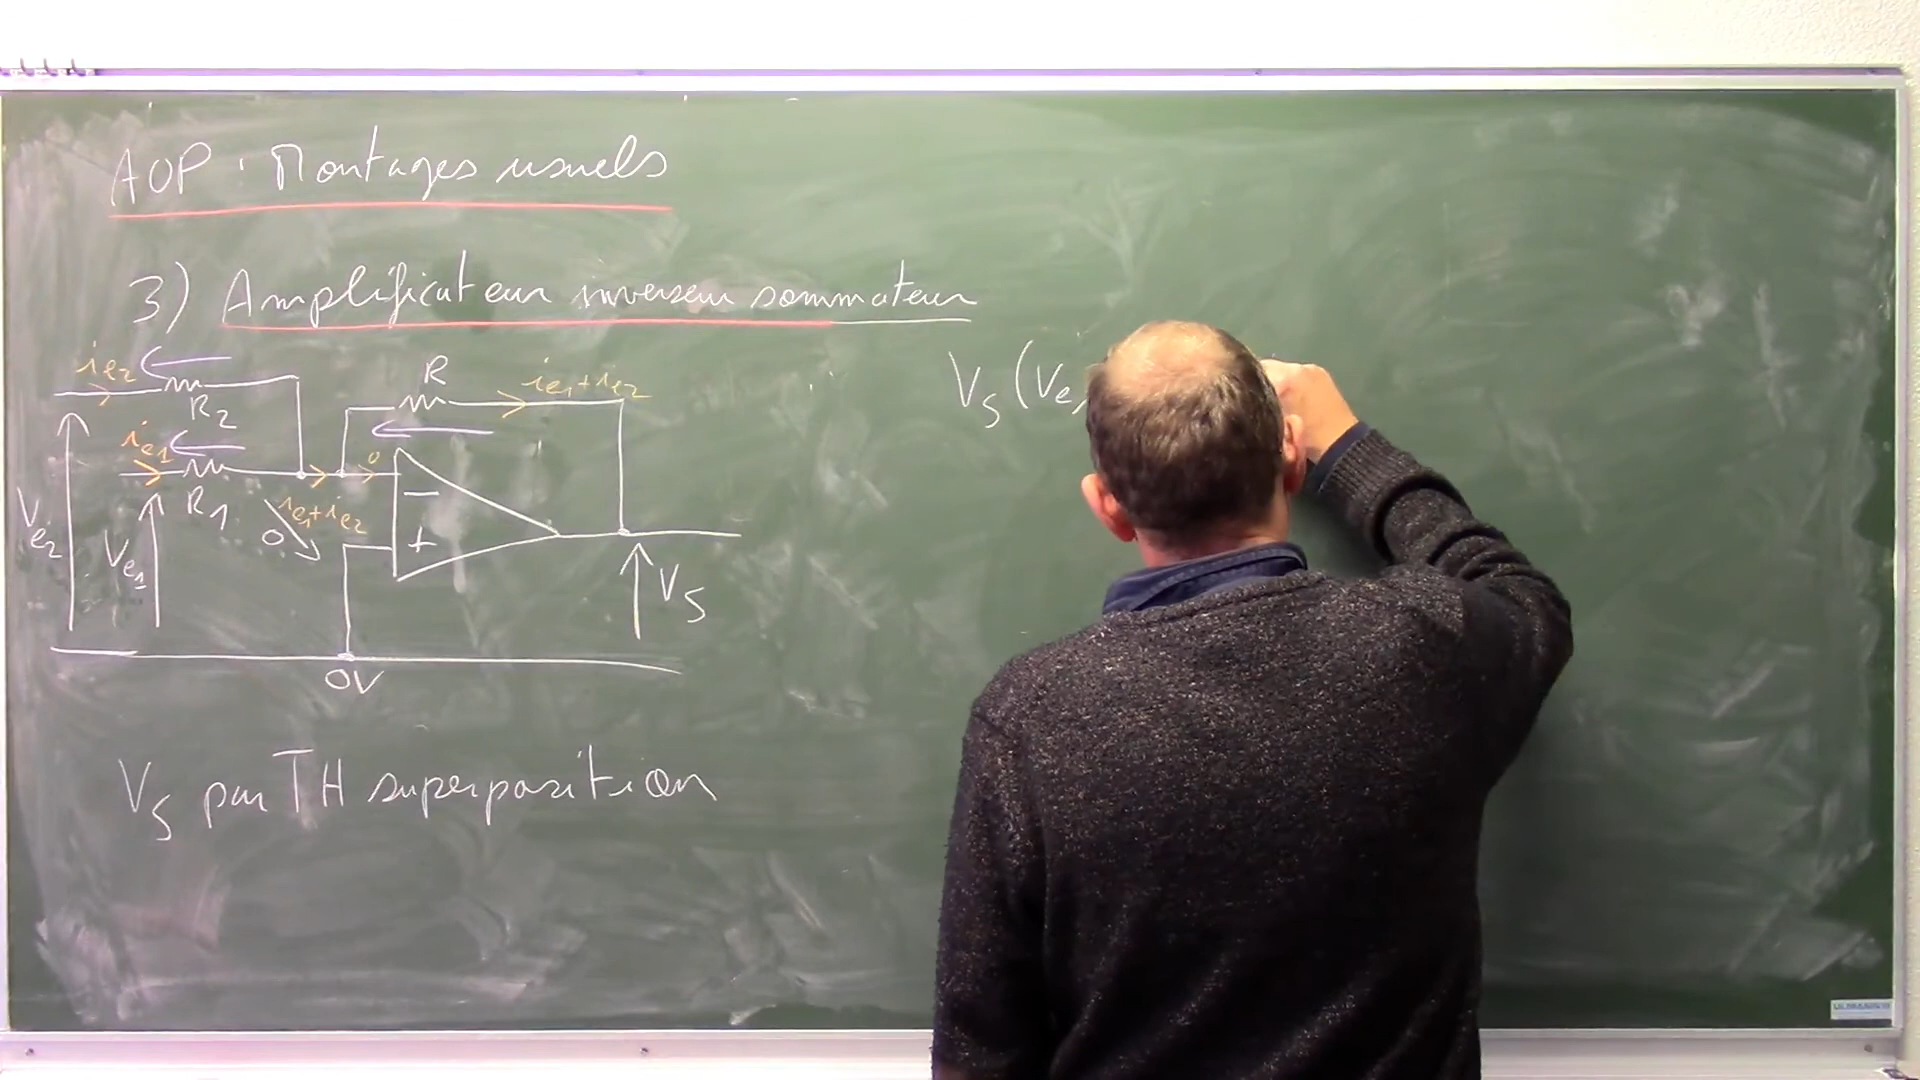 AOP : Montages usuels
3) Amplificateur inverseur sommateur
ie2
R2
R
ie1+ie2
ie1
R1
0
ie1+ie2
0
-
+
Ve2
Ve1
VS
0V
VS par TH superposition
VS (Ve1